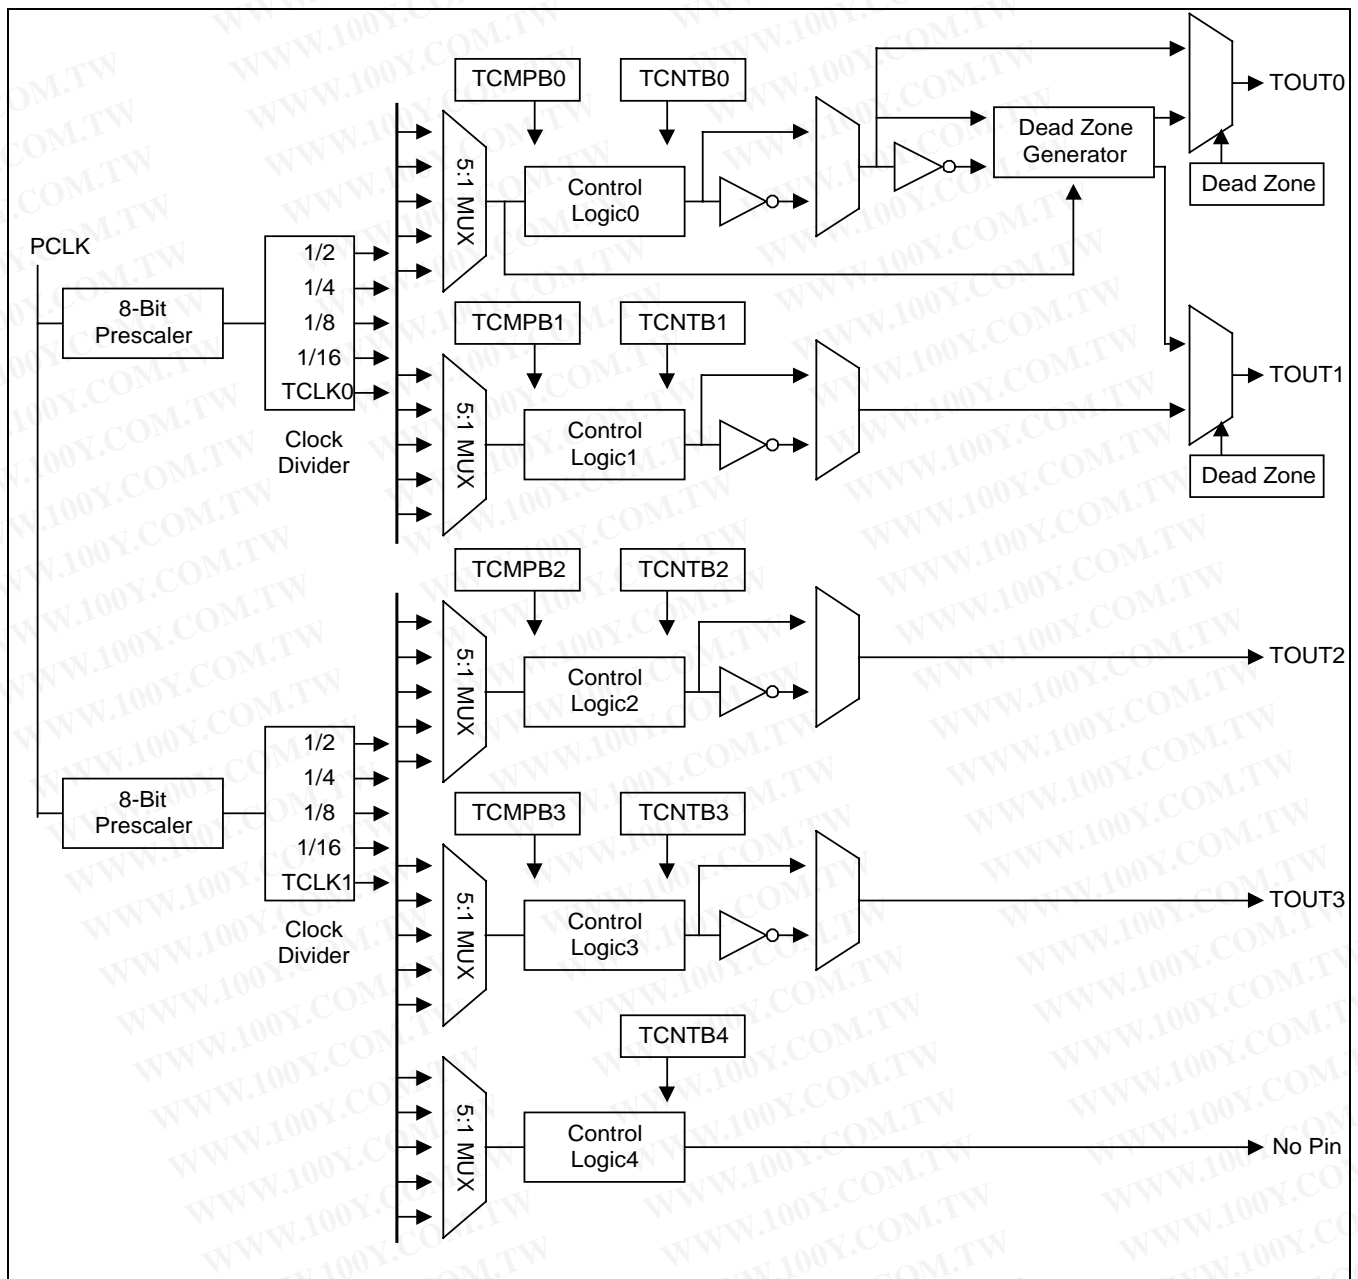 TCMPB0
TCNTB0
TOUT0
Dead Zone
Generator
5:1 MUX
Control
Logic0
Dead Zone
PCLK
1/2
1/4
1/8
1/16
TCLK0
8-Bit
Prescaler
Clock
Divider
TCMPB1
TCNTB1
TOUT1
5:1 MUX
Control
Logic1
Dead Zone
TCMPB2
TCNTB2
5:1 MUX
Control
Logic2
TOUT2
1/2
1/4
1/8
1/16
TCLK1
8-Bit
Prescaler
Clock
Divider
TCMPB3
TCNTB3
5:1 MUX
Control
Logic3
TOUT3
TCNTB4
5:1 MUX
Control
Logic4
No Pin
WWW.100Y.COM.TW